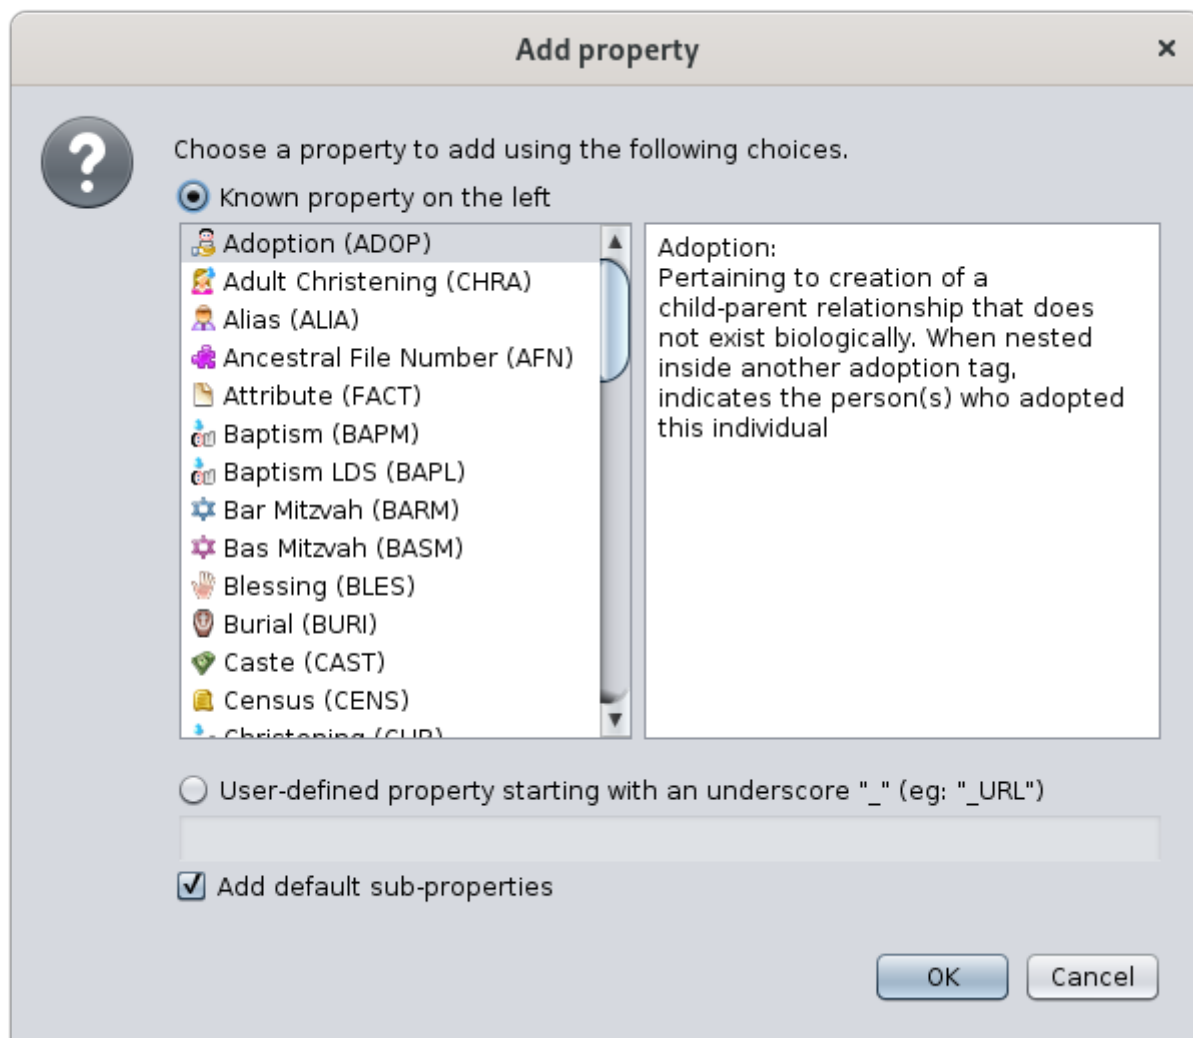 Add property
Choose a property to add using the following choices.
Known property on the left
Adoption (ADOP)
Adult Christening (CHRA)
Alias (ALIA)
Ancestral File Number (AFN)
Attribute (FACT)
Baptism (BAPM)
Baptism LDS (BAPL)
Bar Mitzvah (BARM)
Bas Mitzvah (BASM)
Blessing (BLES)
Burial (BURI)
Caste (CAST)
Census (CENS)
Christening (CHR)
Adoption:
Pertaining to creation of a
child-parent relationship that does
not exist biologically. When nested
inside another adoption tag,
indicates the person(s) who adopted
this individual
User-defined property starting with an underscore "_" (eg: "_URL")
Add default sub-properties
OK
Cancel